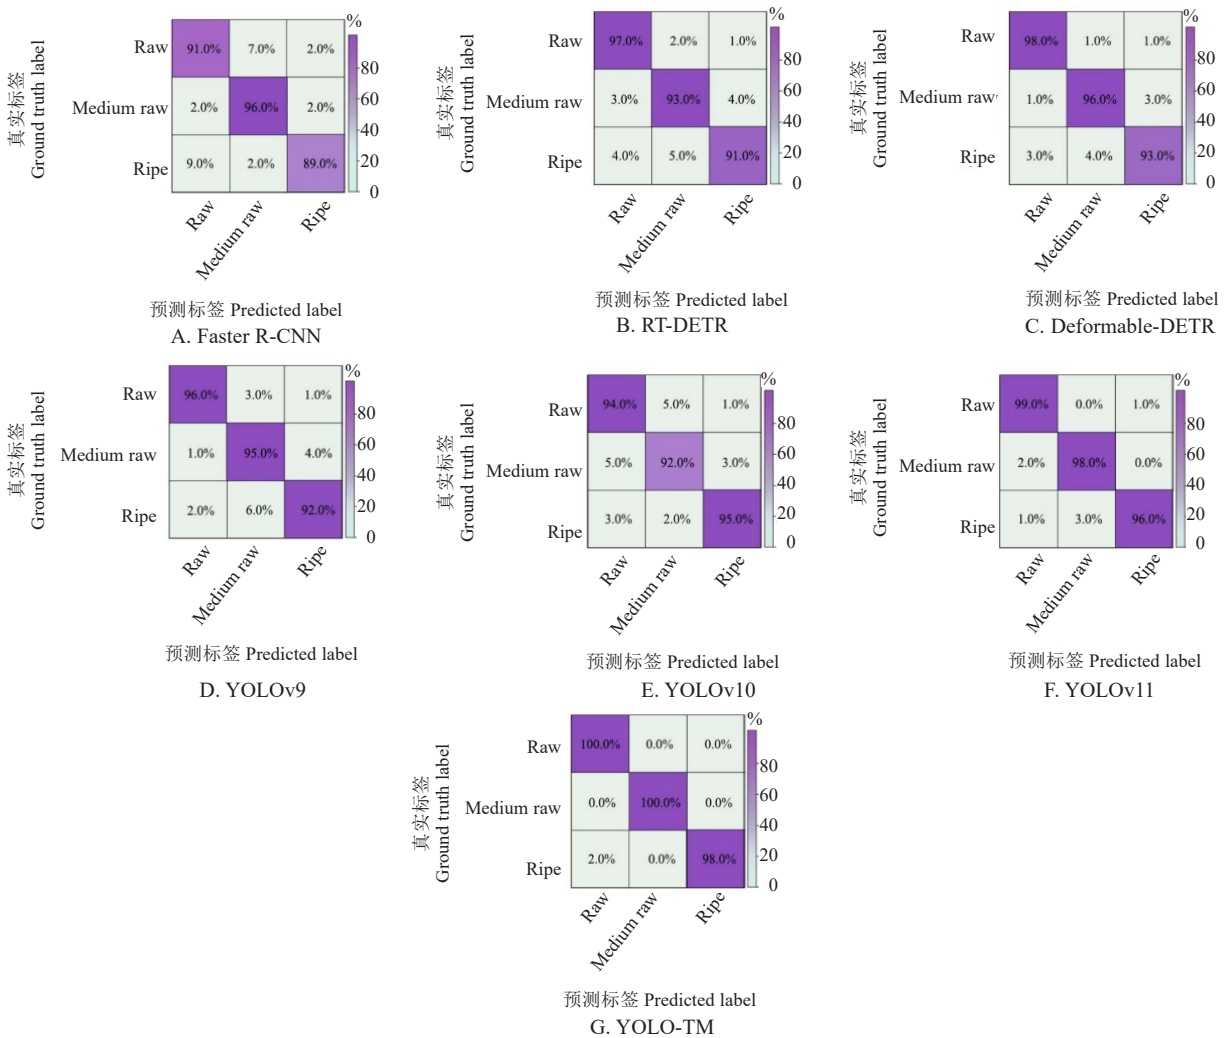 %
Raw 91.0% 7.0% 2.0%
Medium raw 2.0% 96.0% 2.0%
Ripe 9.0% 2.0% 89.0%
80
60
40
20
0
真实标签
Ground truth label
Raw Medium raw Ripe
预测标签 Predicted label
A. Faster R-CNN
%
Raw 97.0% 2.0% 1.0%
Medium raw 3.0% 93.0% 4.0%
Ripe 4.0% 5.0% 91.0%
80
60
40
20
0
真实标签
Ground truth label
Raw Medium raw Ripe
预测标签 Predicted label
B. RT-DETR
%
Raw 98.0% 1.0% 1.0%
Medium raw 1.0% 96.0% 3.0%
Ripe 3.0% 4.0% 93.0%
80
60
40
20
0
真实标签
Ground truth label
Raw Medium raw Ripe
预测标签 Predicted label
C. Deformable-DETR
%
Raw 96.0% 3.0% 1.0%
Medium raw 1.0% 95.0% 4.0%
Ripe 2.0% 6.0% 92.0%
80
60
40
20
0
真实标签
Ground truth label
Raw Medium raw Ripe
预测标签 Predicted label
D. YOLOv9
%
Raw 94.0% 5.0% 1.0%
Medium raw 5.0% 92.0% 3.0%
Ripe 3.0% 2.0% 95.0%
80
60
40
20
0
真实标签
Ground truth label
Raw Medium raw Ripe
预测标签 Predicted label
E. YOLOv10
%
Raw 99.0% 0.0% 1.0%
Medium raw 2.0% 98.0% 0.0%
Ripe 1.0% 3.0% 96.0%
80
60
40
20
0
真实标签
Ground truth label
Raw Medium raw Ripe
预测标签 Predicted label
F. YOLOv11
%
Raw 100.0% 0.0% 0.0%
Medium raw 0.0% 100.0% 0.0%
Ripe 2.0% 0.0% 98.0%
80
60
40
20
0
真实标签
Ground truth label
Raw Medium raw Ripe
预测标签 Predicted label
G. YOLO-TM